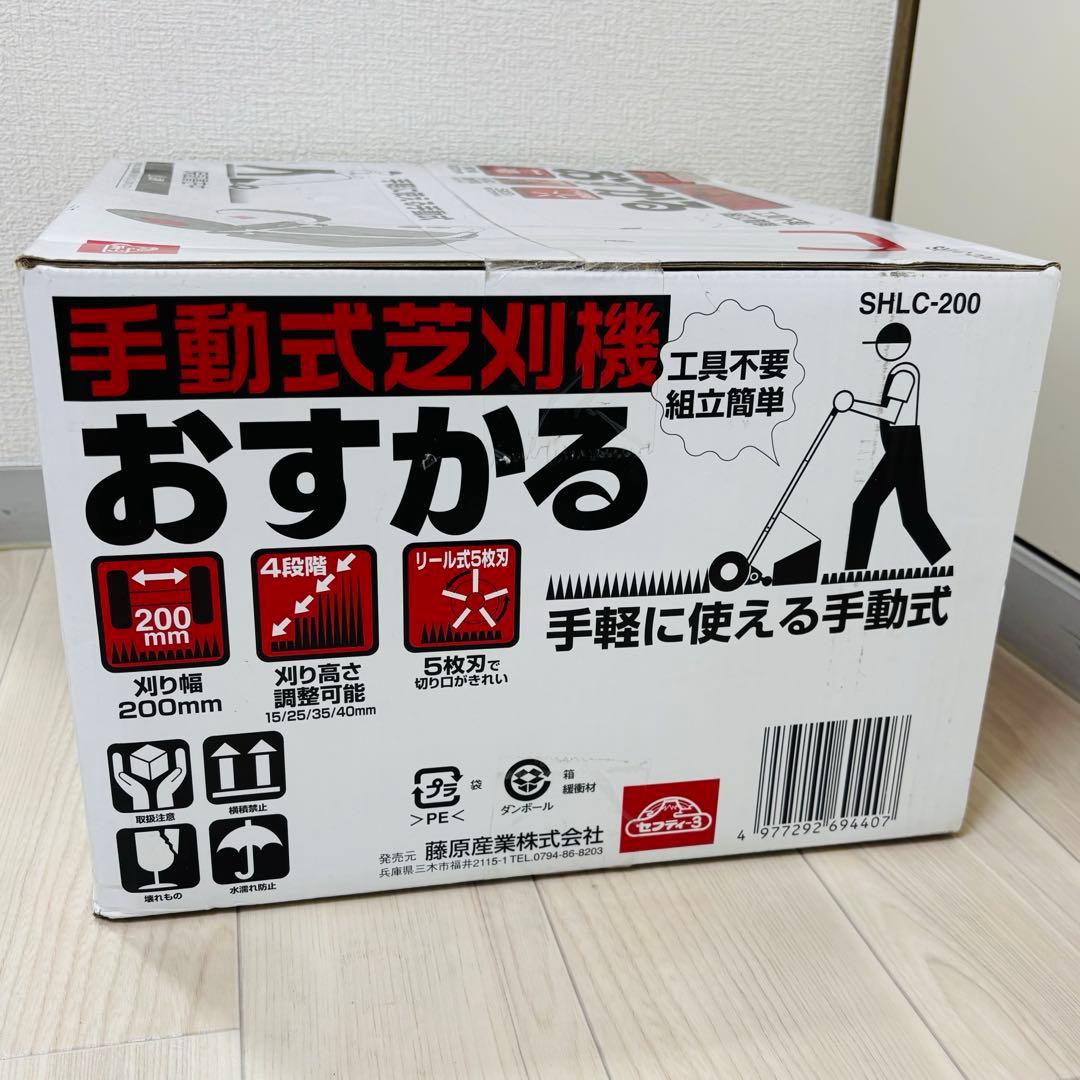 手動式芝刈機
おすかる
工具不要
組立簡単
SHLC-200
200
mm
刈り幅
200mm
4段階
刈り高さ
調整可能
15/25/35/40mm
リール式5枚刃
5枚刃で
切り口がきれい
手軽に使える手動式
取扱注意
横積禁止
壊れもの
水濡れ防止
プラ
袋
>PE<
ダンボール
箱
緩衝材
発売元 藤原産業株式会社
兵庫県三木市福井2115-1 TEL.0794-86-8203
セフティー3
4 977292 694407